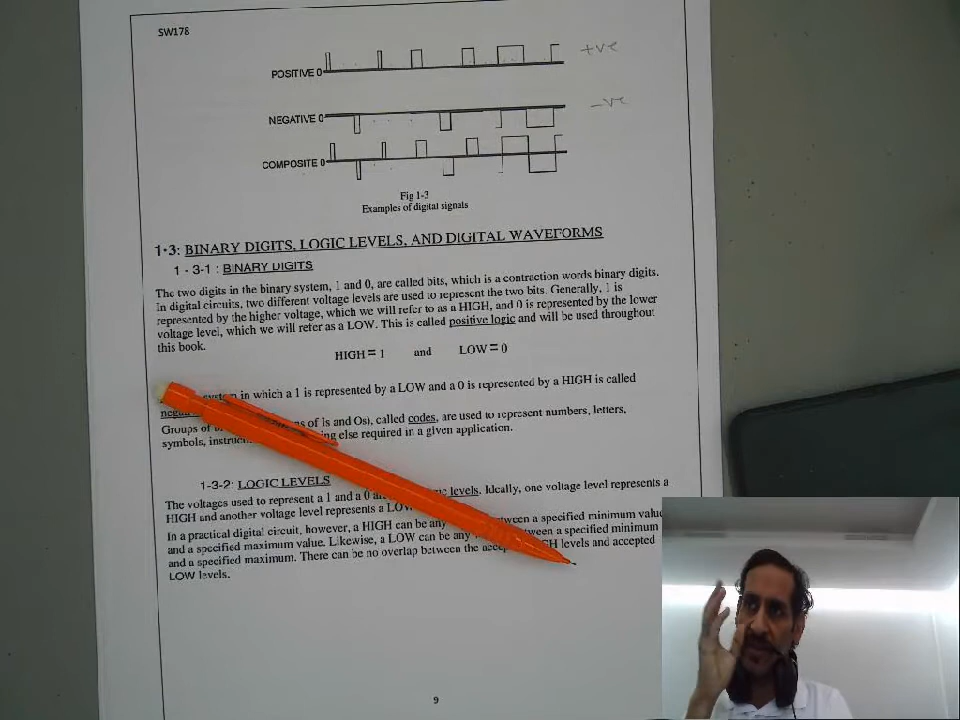 SW178
POSITIVE 0
+ve
NEGATIVE 0
-ve
COMPOSITE 0
Fig 1-3
Examples of digital signals
1·3: BINARY DIGITS, LOGIC LEVELS, AND DIGITAL WAVEFORMS
1 - 3-1 : BINARY DIGITS
The two digits in the binary system, 1 and 0, are called bits, which is a contrection words binary digits.
In digital circuits, two different voltage levels are used to represent the two bits. Generally, 1 is
represented by the higher voltage, which we will refer to as a HIGH, and 0 is represented by the lower
voltage level, which we will refer as a LOW. This is called positive logic and will be used throughout
this book.
HIGH = 1 and LOW = 0
system in which a 1 is represented by a LOW and a 0 is represented by a HIGH is called
Groups of of is and Os), called codes, are used to represent numbers, letters,
symbols, else required in a given application.
1-3-2: LOGIC LEVELS
The voltages used to represent a 1 and a 0 levels. Ideally, one voltage level represents a
HIGH and another voltage level represents a
In a practical digital circuit, however, a HIGH can be any a specified minimum value
and a specified maximum value. Likewise, a LOW can be any a specified minimum
and a specified maximum. There can be no overlap between the levels and accepted
LOW levels.
9